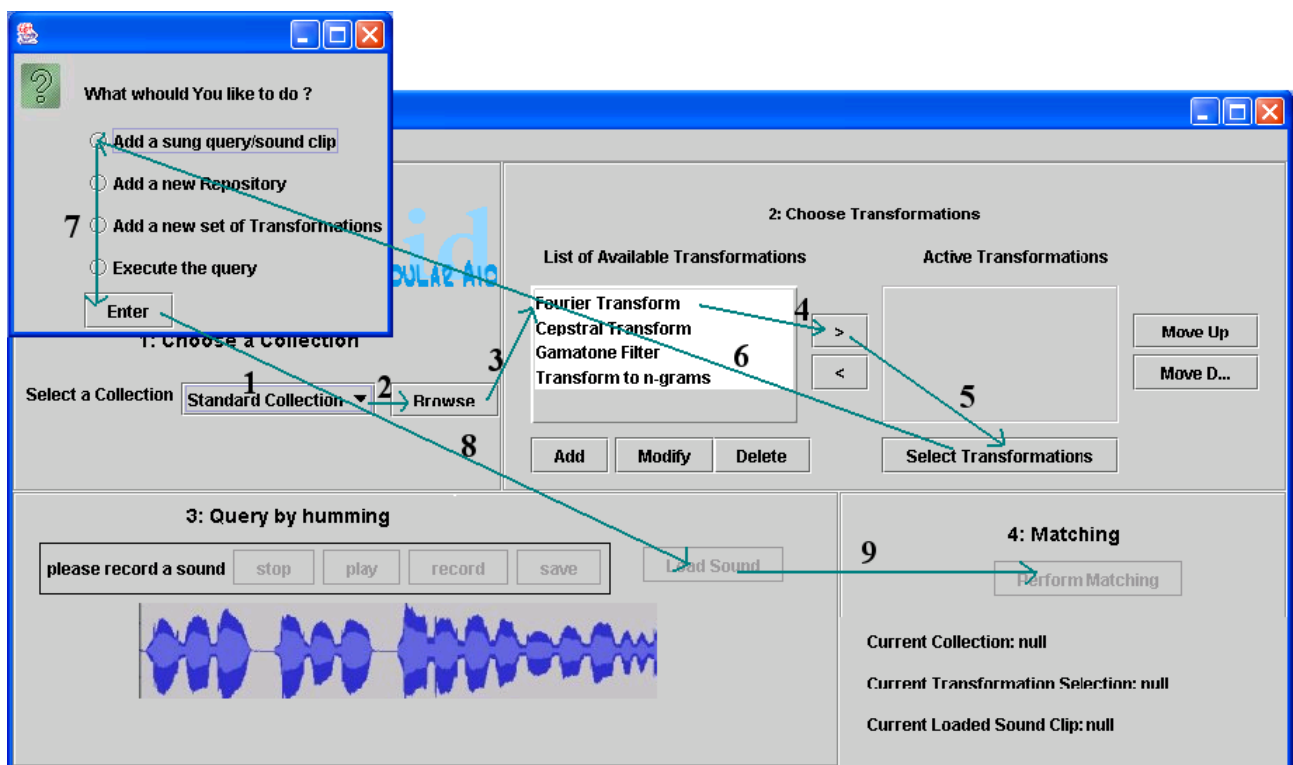 What whould You like to do ?
Add a sung query/sound clip
Add a new Repository
7
Add a new set of Transformations
Execute the query
Enter
id
1: Choose a Collection
Select a Collection
1
Standard Collection
2
Browse
3
8
2: Choose Transformations
List of Available Transformations
Active Transformations
Fourier Transform
Cepstral Transform
Gamatone Filter
Transform to n-grams
4
>
<
6
5
Move Up
Move D...
Add
Modify
Delete
Select Transformations
3: Query by humming
please record a sound
stop
play
record
save
Load Sound
9
4: Matching
Perform Matching
Current Collection: null
Current Transformation Selection: null
Current Loaded Sound Clip: null